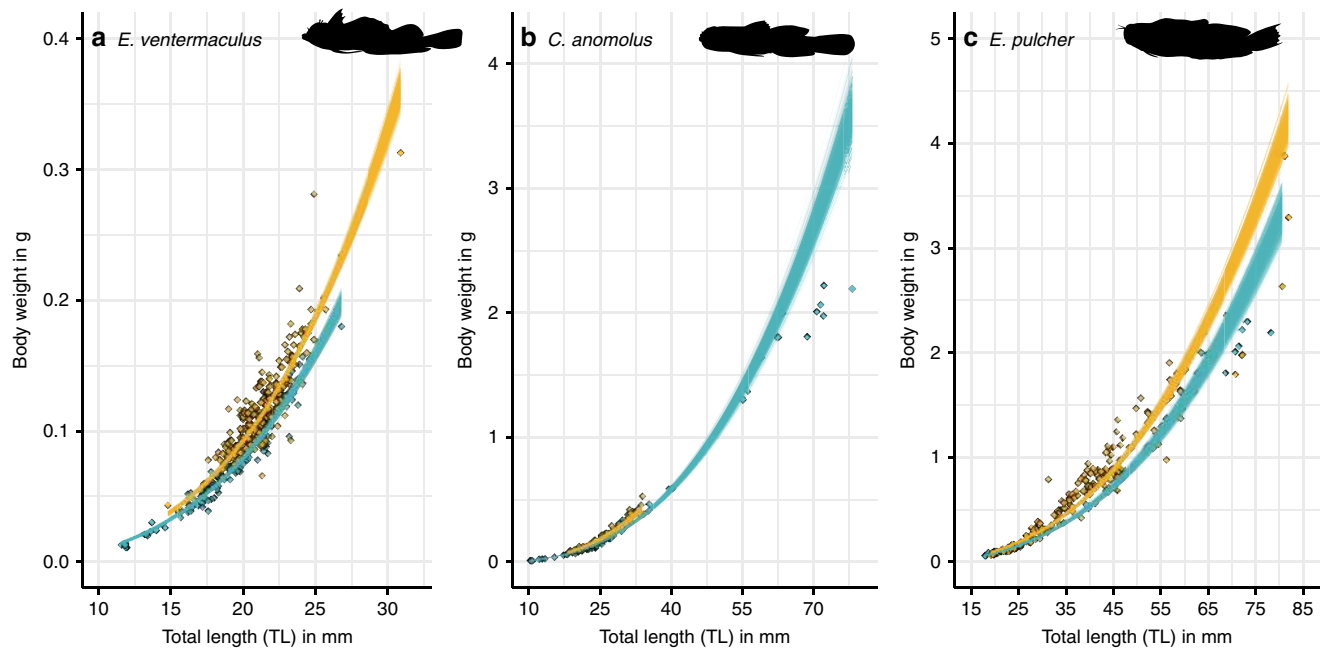 a E. ventermaculus
0.4
0.3
0.2
0.1
0.0
Body weight in g
10 15 20 25 30
Total length (TL) in mm
b C. anomolus
4
3
2
1
0
Body weight in g
10 25 40 55 70
Total length (TL) in mm
c E. pulcher
5
4
3
2
1
0
Body weight in g
15 25 35 45 55 65 75 85
Total length (TL) in mm